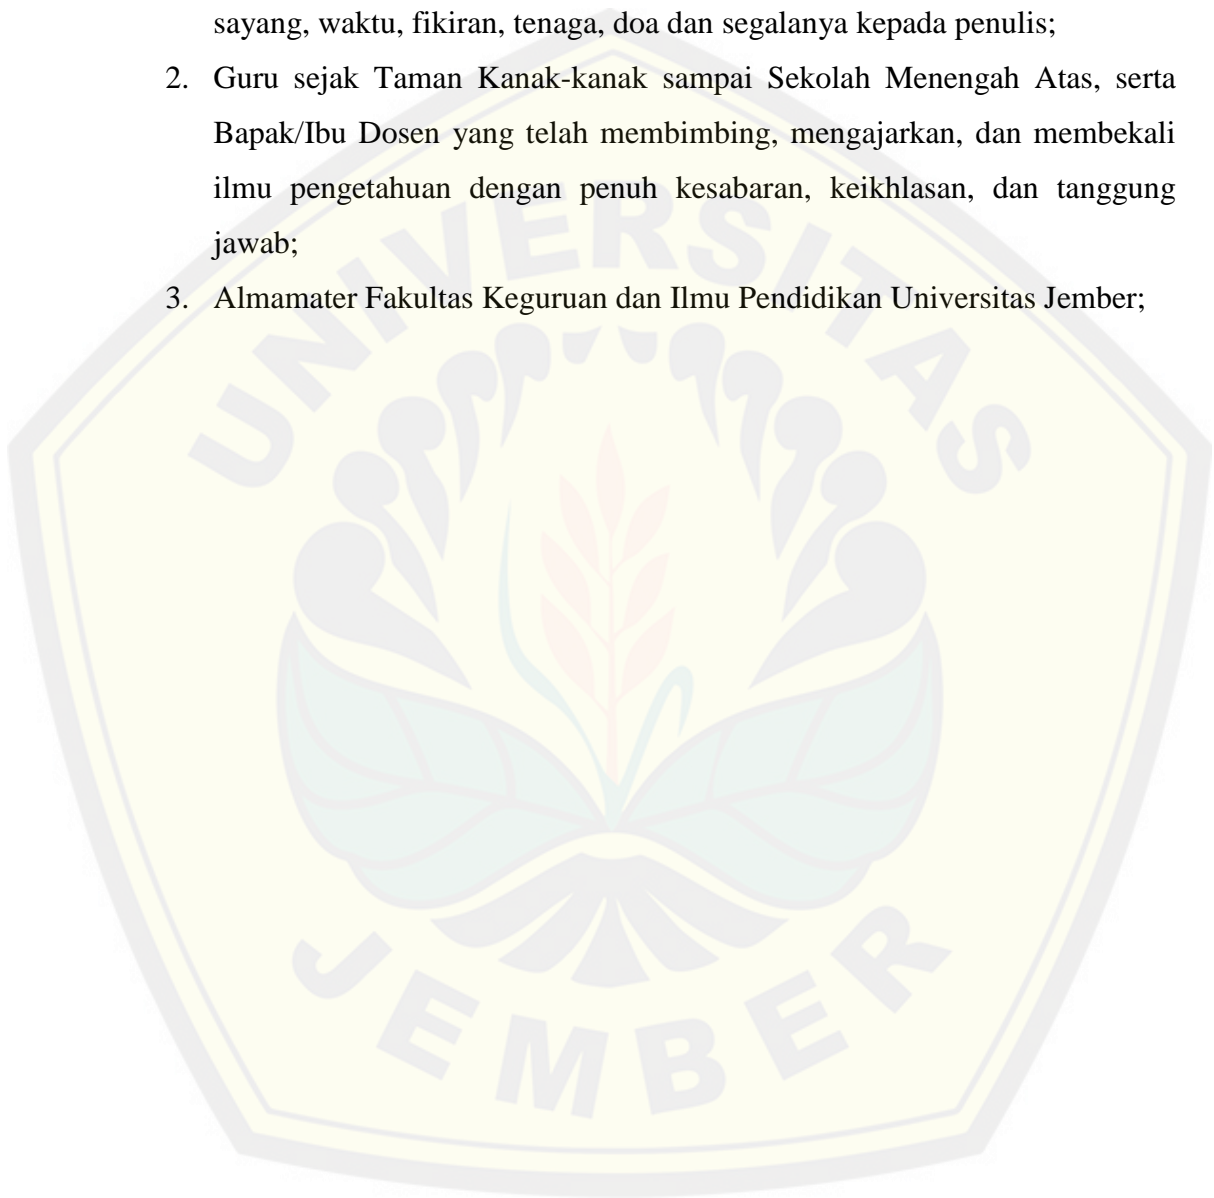 sayang, waktu, fikiran, tenaga, doa dan segalanya kepada penulis;
2. Guru sejak Taman Kanak-kanak sampai Sekolah Menengah Atas, serta
Bapak/Ibu Dosen yang telah membimbing, mengajarkan, dan membekali
ilmu pengetahuan dengan penuh kesabaran, keikhlasan, dan tanggung
jawab;
3. Almamater Fakultas Keguruan dan Ilmu Pendidikan Universitas Jember;
UNIVERSITAS
JEMBER